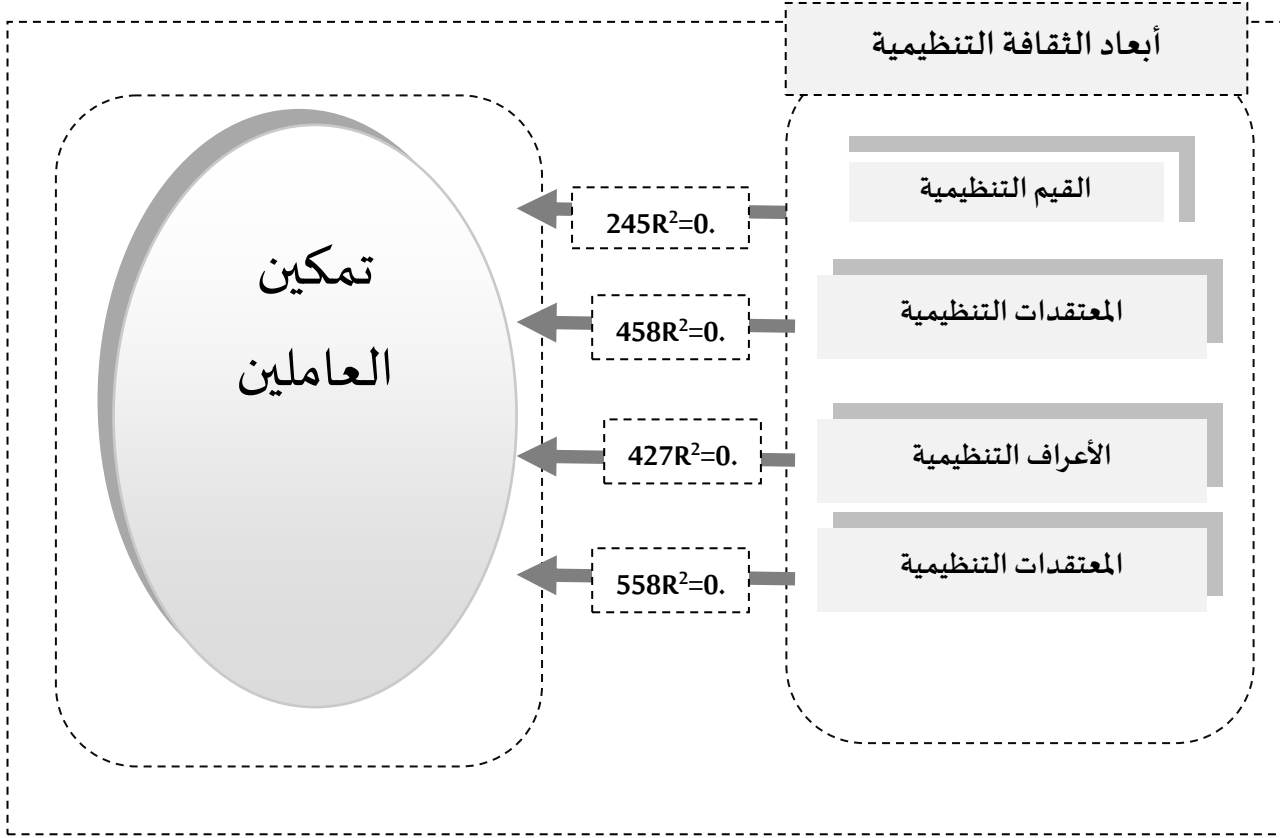 أبعاد الثقافة التنظيمية
القيم التنظيمية
المعتقدات التنظيمية
الأعراف التنظيمية
المعتقدات التنظيمية
245R²=0.
458R²=0.
427R²=0.
558R²=0.
تمكين
العاملين